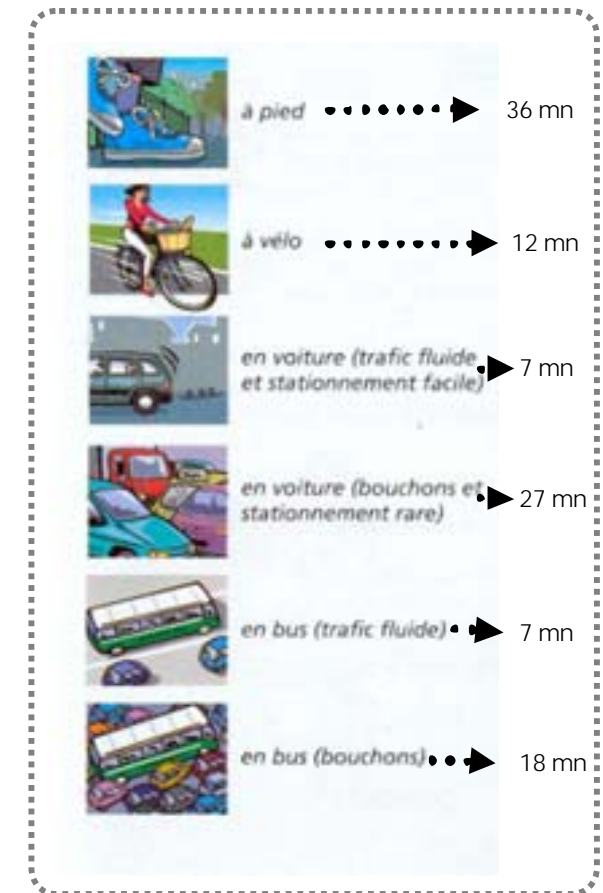 à pied 36 mn
à vélo 12 mn
en voiture (trafic fluide
et stationnement facile) 7 mn
en voiture (bouchons et
stationnement rare) 27 mn
en bus (trafic fluide) 7 mn
en bus (bouchons) 18 mn